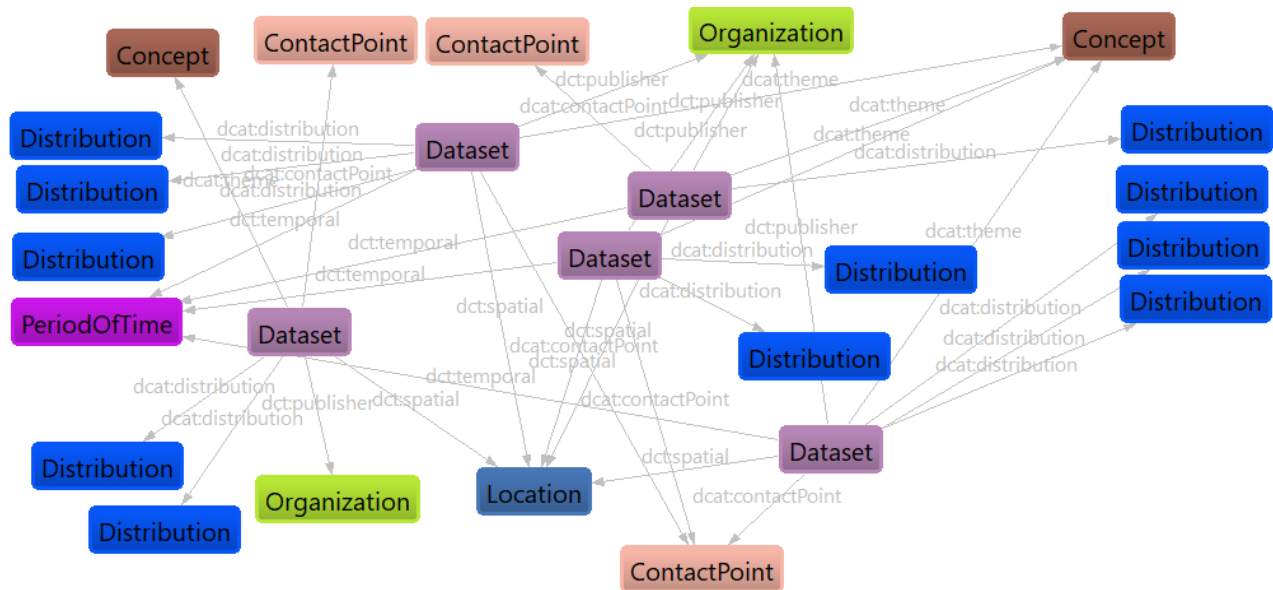 Organization
Concept
ContactPoint
ContactPoint
Concept
dct:publisher
dcat:theme
dcat:contactPoint
dct:publisher
dcat:theme
Distribution
dcat:distribution
Dataset
dct:publisher
dcat:theme
Distribution
dcat:distribution
dcat:distribution
Distribution
dcat:theme
dcat:contactPoint
dcat:distribution
Dataset
Distribution
dct:temporal
dct:publisher
dcat:theme
Distribution
dct:temporal
Dataset
dcat:distribution
Distribution
Distribution
dct:temporal
dcat:distribution
Distribution
PeriodOfTime
Dataset
dct:spatial
dcat:distribution
dct:spatial
dcat:contactPoint
dcat:distribution
dct:spatial
Distribution
dcat:distribution
dcat:distribution
dct:temporal
dct:publisher
dct:spatial
dcat:contactPoint
dcat:distribution
Distribution
dct:spatial
Dataset
Organization
Location
dcat:contactPoint
Distribution
ContactPoint